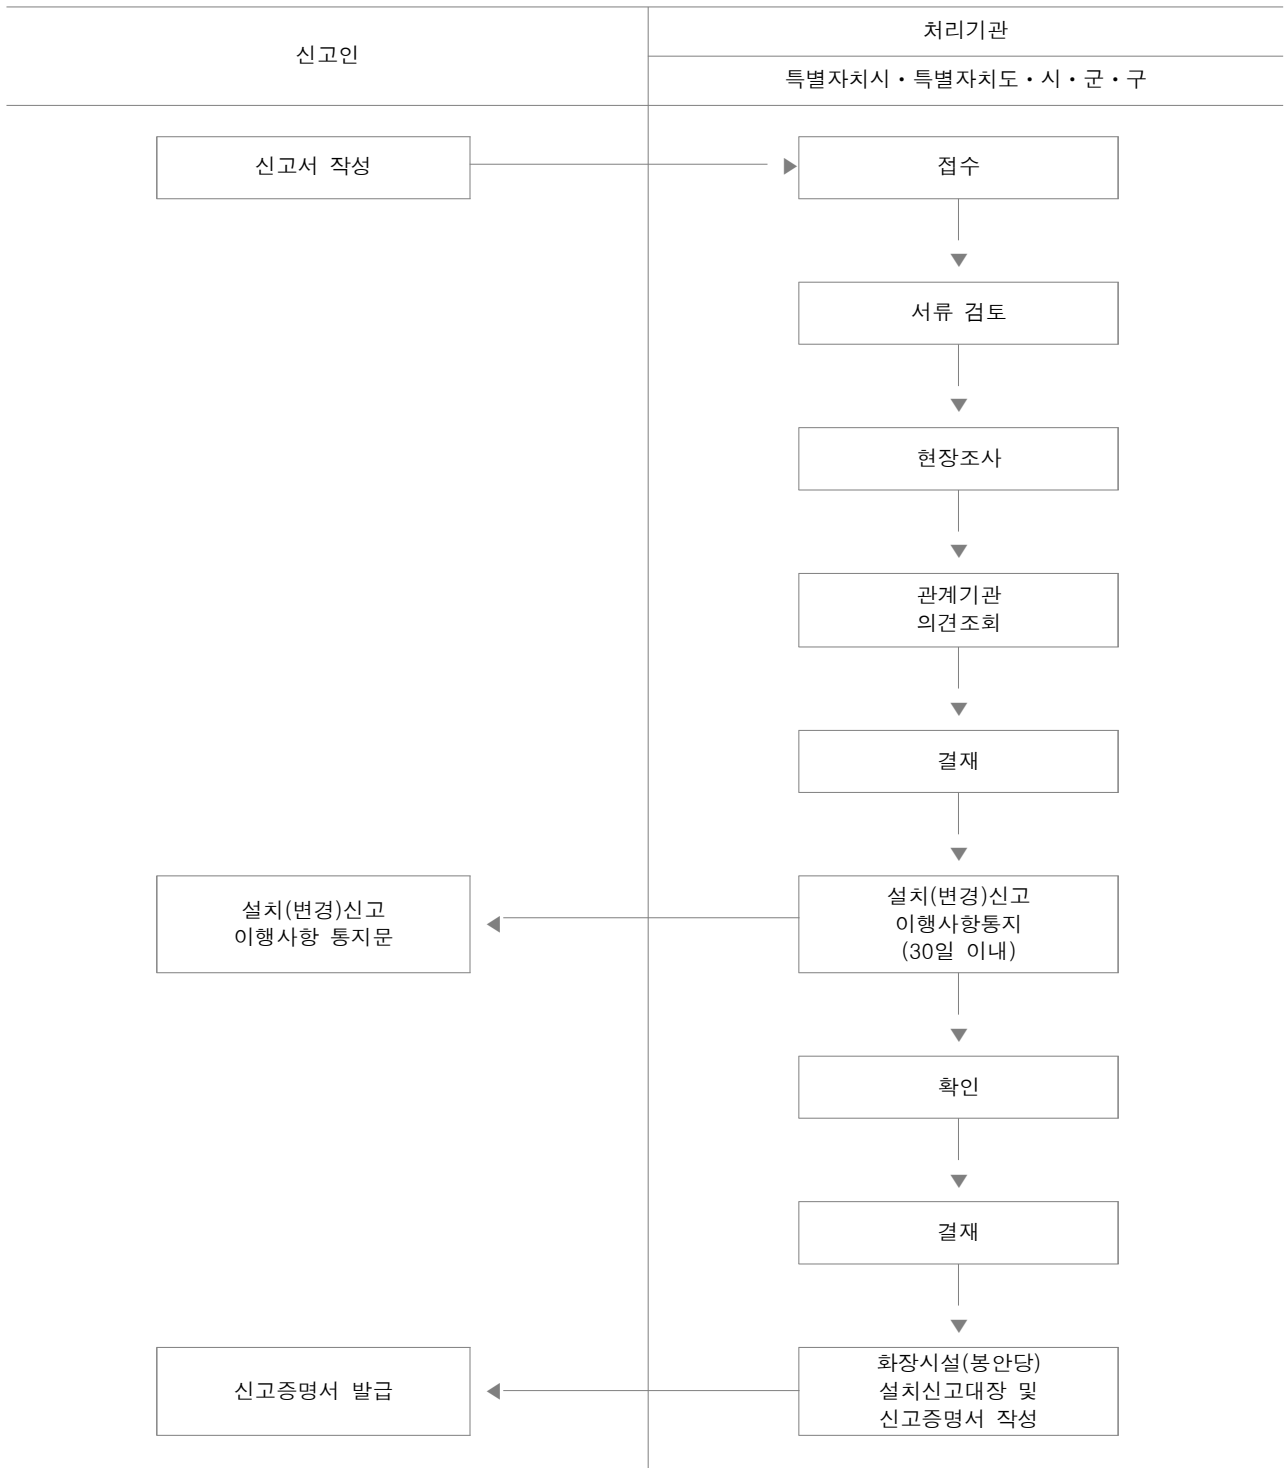 신고인
처리기관
특별자치시・특별자치도・시・군・구
신고서 작성
접수
서류 검토
현장조사
관계기관
의견조회
결재
설치(변경)신고
이행사항 통지문
설치(변경)신고
이행사항통지
(30일 이내)
확인
결재
신고증명서 발급
화장시설(봉안당)
설치신고대장 및
신고증명서 작성